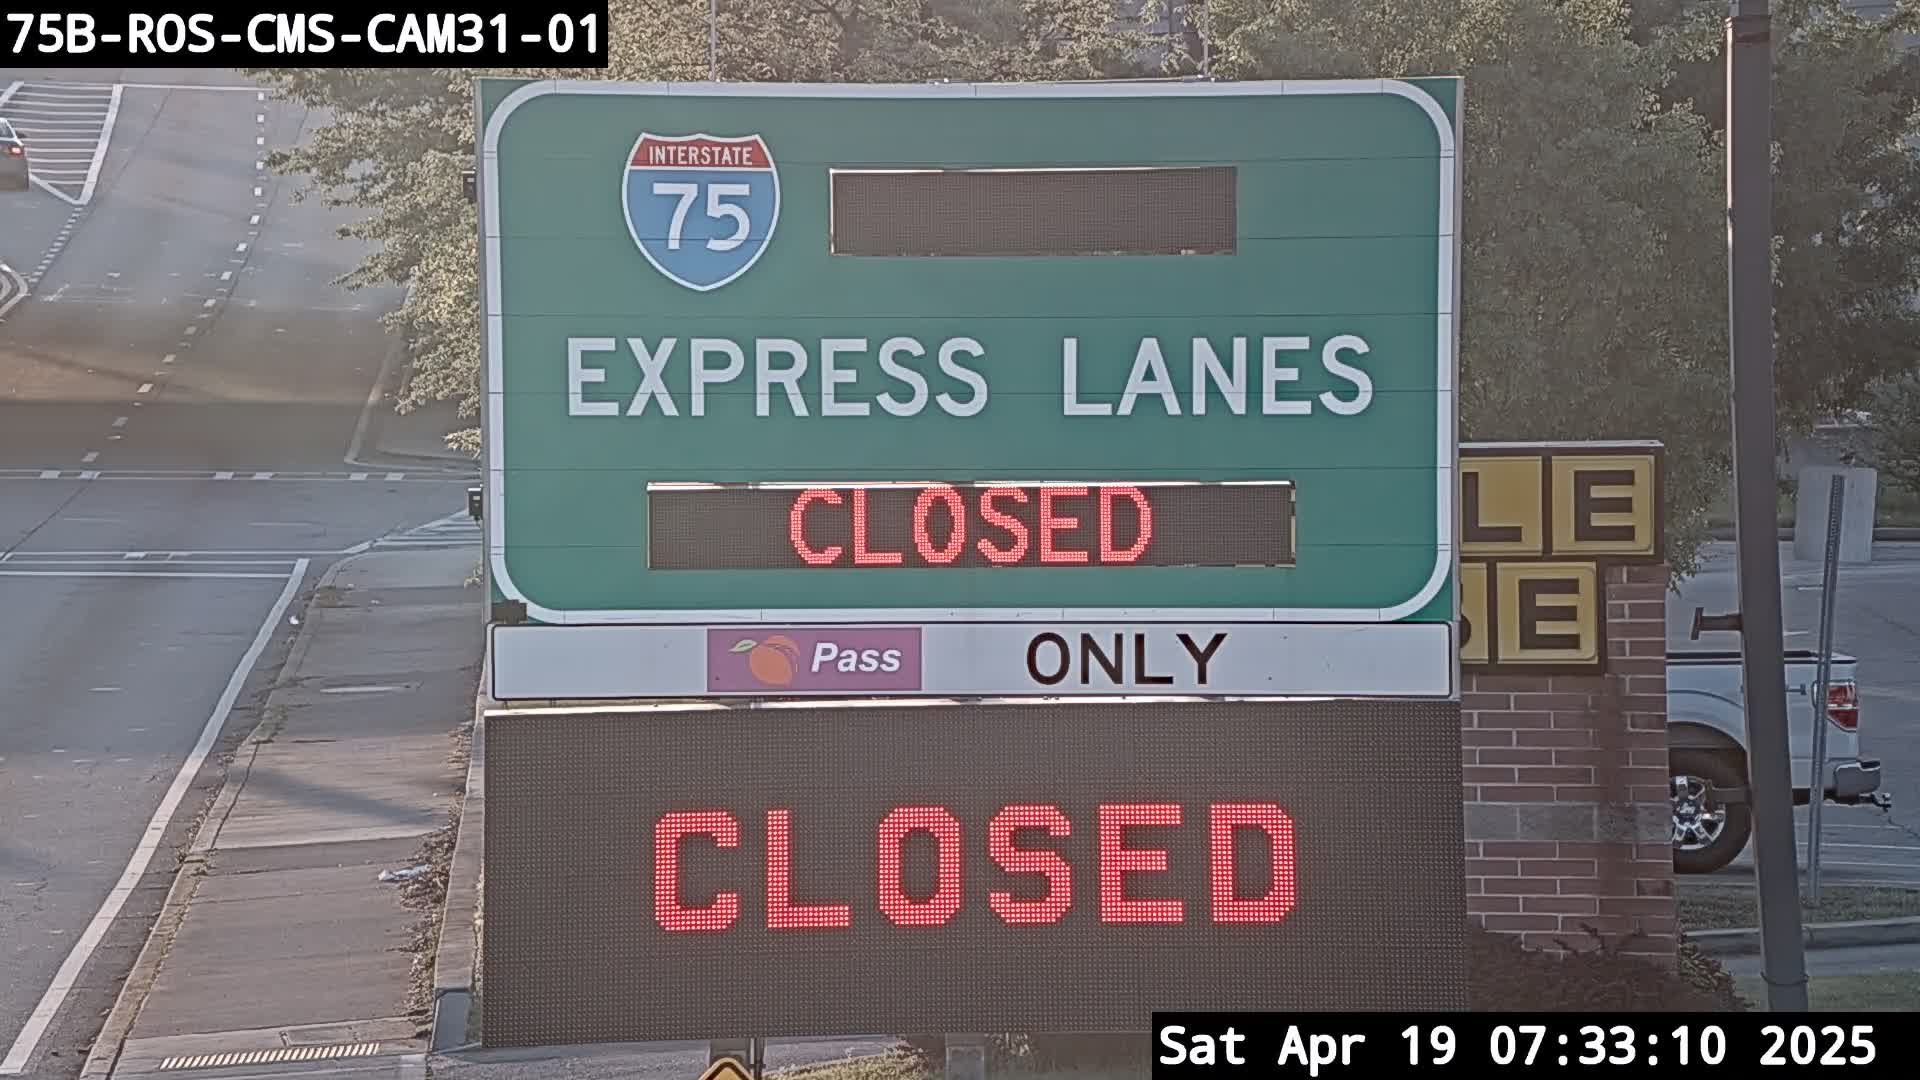 75B-ROS-CMS-CAM31-01
INTERSTATE
75
EXPRESS LANES
CLOSED
LE
E
Pass ONLY
CLOSED
Sat Apr 19 07:33:10 2025